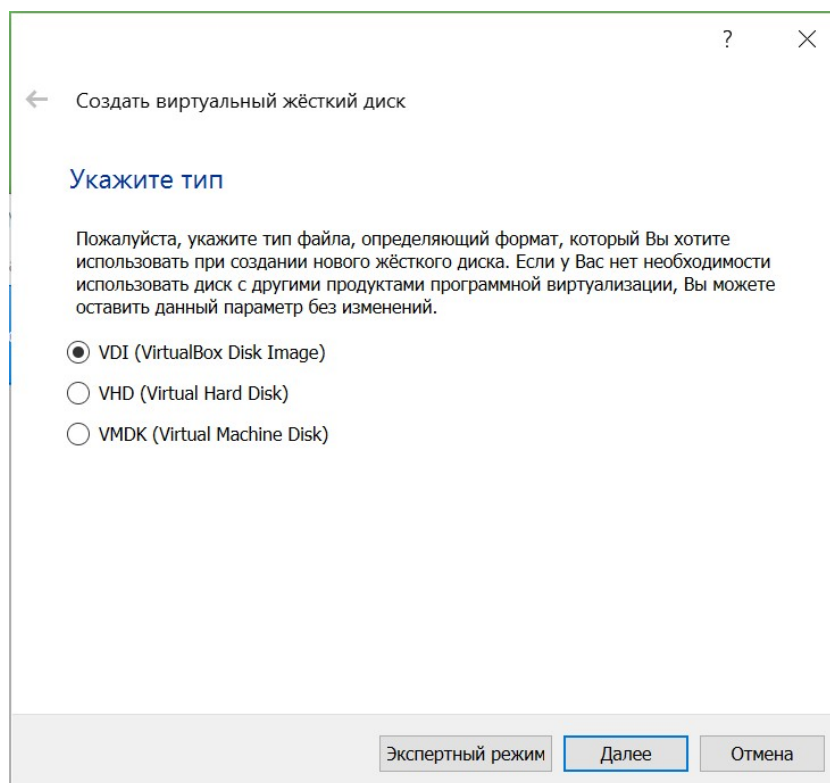 ?
Создать виртуальный жёсткий диск
Укажите тип
Пожалуйста, укажите тип файла, определяющий формат, который Вы хотите
использовать при создании нового жёсткого диска. Если у Вас нет необходимости
использовать диск с другими продуктами программной виртуализации, Вы можете
оставить данный параметр без изменений.
VDI (VirtualBox Disk Image)
VHD (Virtual Hard Disk)
VMDK (Virtual Machine Disk)
Экспертный режим Далее Отмена